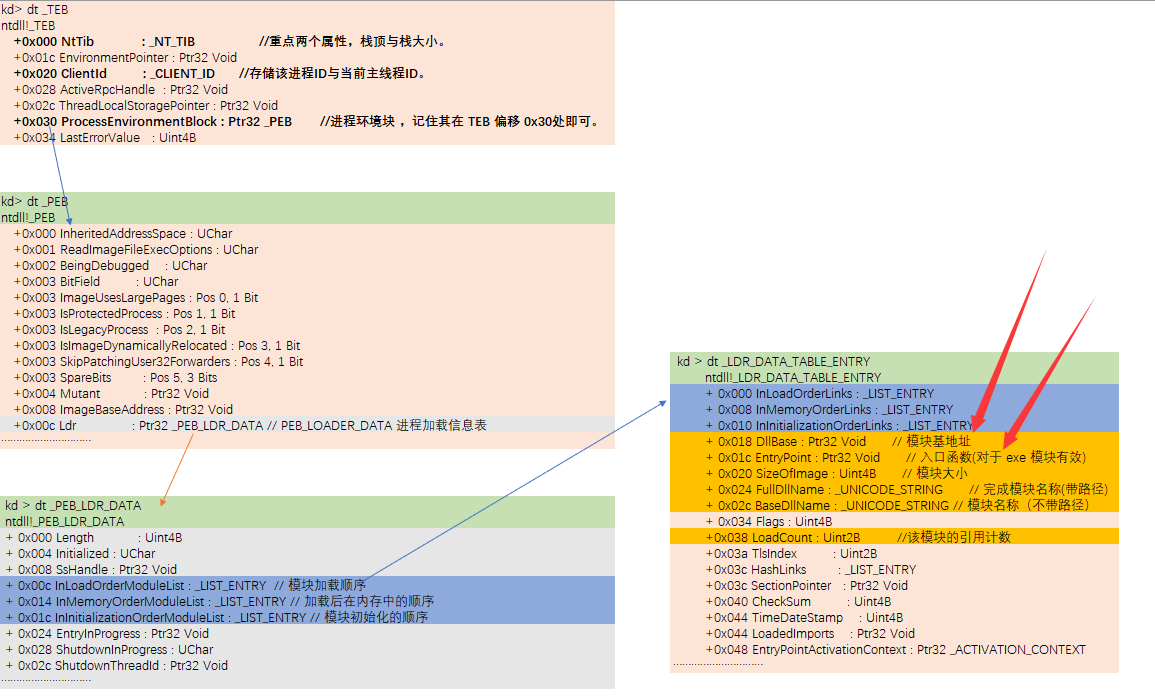 kd> dt _TEB
ntdll!_TEB
+0x000 NtTib : _NT_TIB //重点两个属性，栈顶与栈大小。
+0x01c EnvironmentPointer : Ptr32 Void
+0x020 ClientId : _CLIENT_ID //存储该进程ID与当前主线程ID。
+0x028 ActiveRpcHandle : Ptr32 Void
+0x02c ThreadLocalStoragePointer : Ptr32 Void
+0x030 ProcessEnvironmentBlock : Ptr32 _PEB //进程环境块 ，记住其在 TEB 偏移 0x30处即可。
+0x034 LastErrorValue : Uint4B
kd> dt _PEB
ntdll!_PEB
+0x000 InheritedAddressSpace : UChar
+0x001 ReadImageFileExecOptions : UChar
+0x002 BeingDebugged : UChar
+0x003 BitField : UChar
+0x003 ImageUsesLargePages : Pos 0, 1 Bit
+0x003 IsProtectedProcess : Pos 1, 1 Bit
+0x003 IsLegacyProcess : Pos 2, 1 Bit
+0x003 IsImageDynamicallyRelocated : Pos 3, 1 Bit
+0x003 SkipPatchingUser32Forwarders : Pos 4, 1 Bit
+0x003 SpareBits : Pos 5, 3 Bits
+0x004 Mutant : Ptr32 Void
+0x008 ImageBaseAddress : Ptr32 Void
+0x00c Ldr : Ptr32 _PEB_LDR_DATA // PEB_LOADER_DATA 进程加载信息表
..............................
kd > dt _PEB_LDR_DATA
ntdll!_PEB_LDR_DATA
+ 0x000 Length : Uint4B
+ 0x004 Initialized : UChar
+ 0x008 SsHandle : Ptr32 Void
+ 0x00c InLoadOrderModuleList : _LIST_ENTRY // 模块加载顺序
+ 0x014 InMemoryOrderModuleList : _LIST_ENTRY // 加载后在内存中的顺序
+ 0x01c InInitializationOrderModuleList : _LIST_ENTRY // 模块初始化的顺序
+ 0x024 EntryInProgress : Ptr32 Void
+ 0x028 ShutdownInProgress : UChar
+ 0x02c ShutdownThreadId : Ptr32 Void
..............................
kd > dt _LDR_DATA_TABLE_ENTRY
ntdll!_LDR_DATA_TABLE_ENTRY
+ 0x000 InLoadOrderLinks : _LIST_ENTRY
+ 0x008 InMemoryOrderLinks : _LIST_ENTRY
+ 0x010 InInitializationOrderLinks : _LIST_ENTRY
+ 0x018 DllBase : Ptr32 Void // 模块基地址
+ 0x01c EntryPoint : Ptr32 Void // 入口函数(对于 exe 模块有效)
+ 0x020 SizeOfImage : Uint4B // 模块大小
+ 0x024 FullDllName : _UNICODE_STRING // 完成模块名称(带路径)
+ 0x02c BaseDllName : _UNICODE_STRING // 模块名称（不带路径）
+ 0x034 Flags : Uint4B
+0x038 LoadCount : Uint2B //该模块的引用计数
+0x03a TlsIndex : Uint2B
+0x03c HashLinks : _LIST_ENTRY
+0x03c SectionPointer : Ptr32 Void
+0x040 CheckSum : Uint4B
+0x044 TimeDateStamp : Uint4B
+0x044 LoadedImports : Ptr32 Void
+0x048 EntryPointActivationContext : Ptr32 _ACTIVATION_CONTEXT
..............................